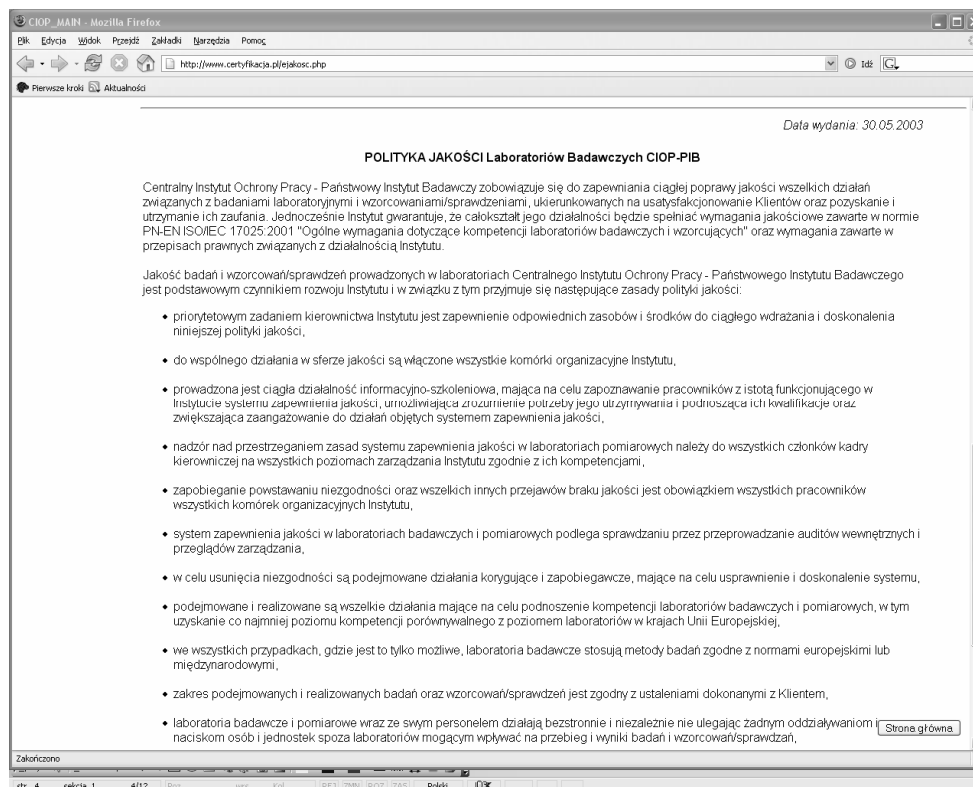 CIOP_MAIN - Mozilla Firefox
Plik Edycja Widok Przejdź Zakładki Narzędzia Pomoc
http://www.certyfikacja.pl/ejakosc.php
Idź
Pierwsze kroki Aktualności
Data wydania: 30.05.2003
POLITYKA JAKOŚCI Laboratoriów Badawczych CIOP-PIB
Centralny Instytut Ochrony Pracy - Państwowy Instytut Badawczy zobowiązuje się do zapewniania ciągłej poprawy jakości wszelkich działań
związanych z badaniami laboratoryjnymi i wzorcowaniami/sprawdzeniami, ukierunkowanych na usatysfakcjonowanie Klientów oraz pozyskanie i
utrzymanie ich zaufania. Jednocześnie Instytut gwarantuje, że całokształt jego działalności będzie spełniać wymagania jakościowe zawarte w normie
PN-EN ISO/IEC 17025:2001 "Ogólne wymagania dotyczące kompetencji laboratoriów badawczych i wzorcujących" oraz wymagania zawarte w
przepisach prawnych związanych z działalnością Instytutu.
Jakość badań i wzorcowań/sprawdzeń prowadzonych w laboratoriach Centralnego Instytutu Ochrony Pracy - Państwowego Instytutu Badawczego
jest podstawowym czynnikiem rozwoju Instytutu i w związku z tym przyjmuje się następujące zasady polityki jakości:
• priorytetowym zadaniem kierownictwa Instytutu jest zapewnienie odpowiednich zasobów i środków do ciągłego wdrażania i doskonalenia
niniejszej polityki jakości,
• do wspólnego działania w sferze jakości są włączone wszystkie komórki organizacyjne Instytutu,
• prowadzona jest ciągła działalność informacyjno-szkoleniowa, mająca na celu zapoznawanie pracowników z istotą funkcjonującego w
Instytucie systemu zapewnienia jakości, umożliwiająca zrozumienie potrzeby jego utrzymywania i podnosząca ich kwalifikacje oraz
zwiększająca zaangażowanie do działań objętych systemem zapewnienia jakości,
• nadzór nad przestrzeganiem zasad systemu zapewnienia jakości w laboratoriach pomiarowych należy do wszystkich członków kadry
kierowniczej na wszystkich poziomach zarządzania Instytutu zgodnie z ich kompetencjami,
• zapobieganie powstawaniu niezgodności oraz wszelkich innych przejawów braku jakości jest obowiązkiem wszystkich pracowników
wszystkich komórek organizacyjnych Instytutu,
• system zapewnienia jakości w laboratoriach badawczych i pomiarowych podlega sprawdzaniu przez przeprowadzanie auditów wewnętrznych i
przeglądów zarządzania,
• w celu usunięcia niezgodności są podejmowane działania korygujące i zapobiegawcze, mające na celu usprawnienie i doskonalenie systemu,
• podejmowane i realizowane są wszelkie działania mające na celu podnoszenie kompetencji laboratoriów badawczych i pomiarowych, w tym
uzyskanie co najmniej poziomu kompetencji porównywalnego z poziomem laboratoriów w krajach Unii Europejskiej,
• we wszystkich przypadkach, gdzie jest to tylko możliwe, laboratoria badawcze stosują metody badań zgodne z normami europejskimi lub
międzynarodowymi,
• zakres podejmowanych i realizowanych badań oraz wzorcowań/sprawdzeń jest zgodny z ustaleniami dokonanymi z Klientem,
• laboratoria badawcze i pomiarowe wraz ze swym personelem działają bezstronnie i niezależnie nie ulegając żadnym oddziaływaniom i
naciskom osób i jednostek spoza laboratoriów mogącym wpływać na przebieg i wyniki badań i wzorcowań/sprawdzań,
Strona główna
Zakończono
str. 4 sekcja 1 4/12 Poz. wrs Kol. REJ ZMN ROZ ZAS Polski